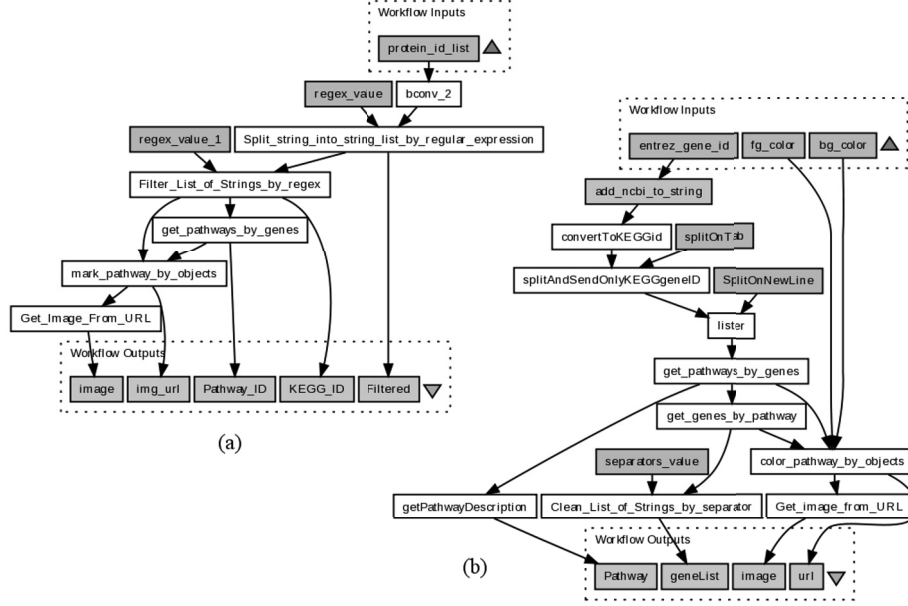 Workflow Inputs
protein_id_list
regex_vaue
bconv_2
regex_value_1
Split_string_into_string_list_by_regular_expression
Filter_List_of_Strings_by_regex
get_pathways_by_genes
mark_pathway_by_objects
Get_Image_From_URL
Workflow Outputs
image
img_url
Pathway_ID
KEGG_ID
Filtered
(a)
Workflow Inputs
entrez_gene_id
fg_color
bg_color
add_ncbi_to_string
convertToKEGGid
splitOnTab
splitAndSendOnlyKEGGgeneID
SplitOnNewLine
lister
get_pathways_by_genes
get_genes_by_pathway
separators_value
color_pathway_by_objects
getPathwayDescription
Clean_List_of_Strings_by_separator
Get_image_from_URL
Workflow Outputs
Pathway
geneList
image
url
(b)